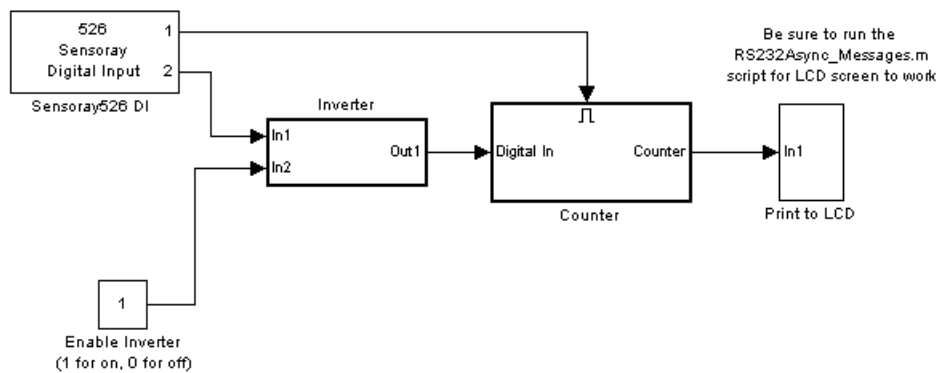 526
Sensoray
Digital Input
1
2
Sensoray526 DI
Inverter
In1
In2
Out1
Digital In
Counter
Counter
Be sure to run the
RS232Async_Messages.m
script for LCD screen to work
In1
Print to LCD
1
Enable Inverter
(1 for on, 0 for off)